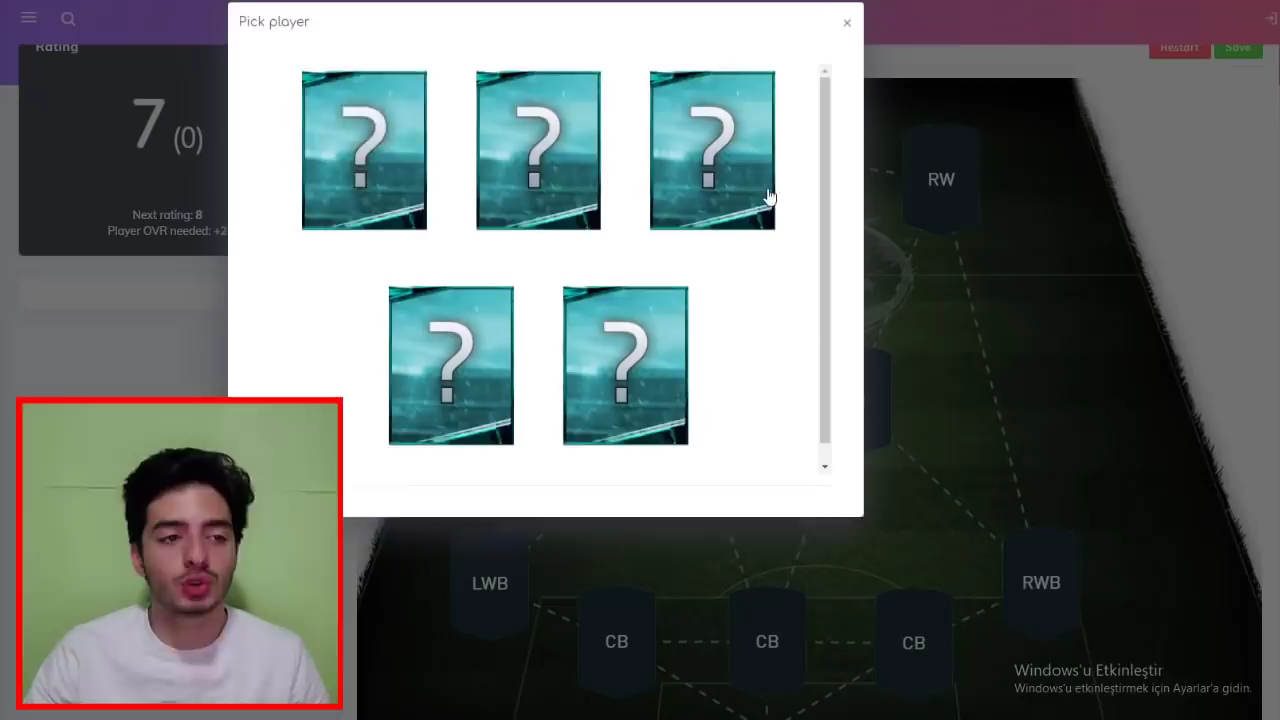 Pick player
×
Rating
Restart
Save
7 (0)
Next rating: 8
Player OVR needed: +2
?
?
?
?
?
RW
LWB
RWB
CB
CB
CB
Windows'u Etkinleştir
Windows'u etkinleştirmek için Ayarlar'a gidin.